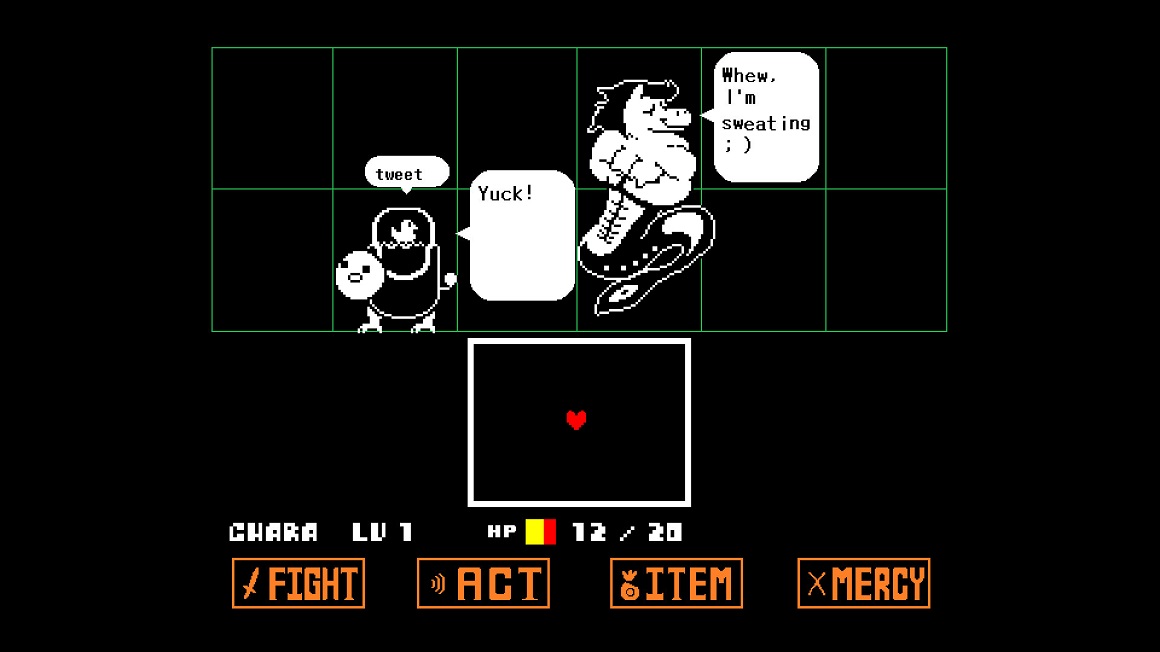 Whew,
I'm
sweating
; )
tweet
Yuck!
CHARA LV 1 HP 12 / 20
FIGHT ACT ITEM MERCY